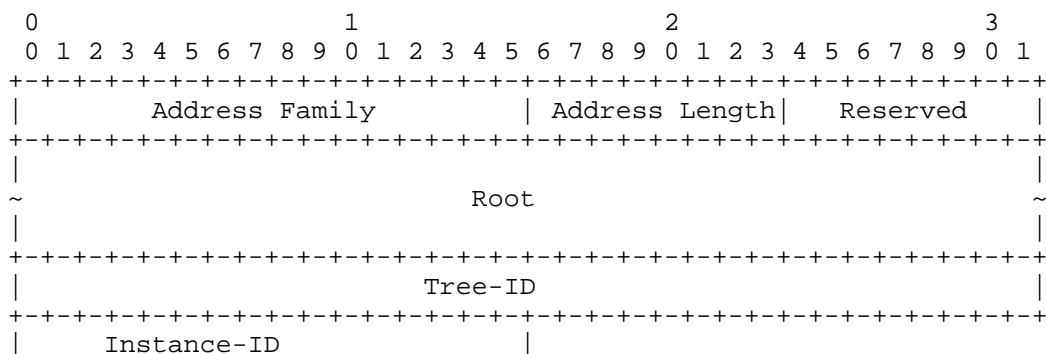 0                   1                   2                   3
 0 1 2 3 4 5 6 7 8 9 0 1 2 3 4 5 6 7 8 9 0 1 2 3 4 5 6 7 8 9 0 1
+-+-+-+-+-+-+-+-+-+-+-+-+-+-+-+-+-+-+-+-+-+-+-+-+-+-+-+-+-+-+-+-+
|        Address Family         | Address Length|   Reserved    |
+-+-+-+-+-+-+-+-+-+-+-+-+-+-+-+-+-+-+-+-+-+-+-+-+-+-+-+-+-+-+-+-+
|                                                               |
~                            Root                               ~
|                                                               |
+-+-+-+-+-+-+-+-+-+-+-+-+-+-+-+-+-+-+-+-+-+-+-+-+-+-+-+-+-+-+-+-+
|                         Tree-ID                               |
+-+-+-+-+-+-+-+-+-+-+-+-+-+-+-+-+-+-+-+-+-+-+-+-+-+-+-+-+-+-+-+-+
|     Instance-ID               |